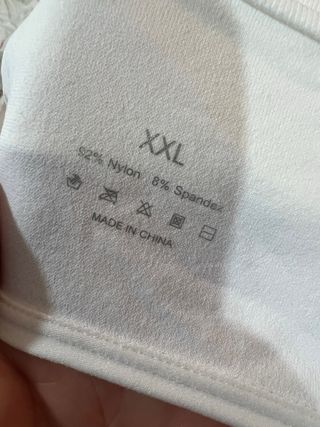 XXL
92% Nylon 8% Spandex
MADE IN CHINA